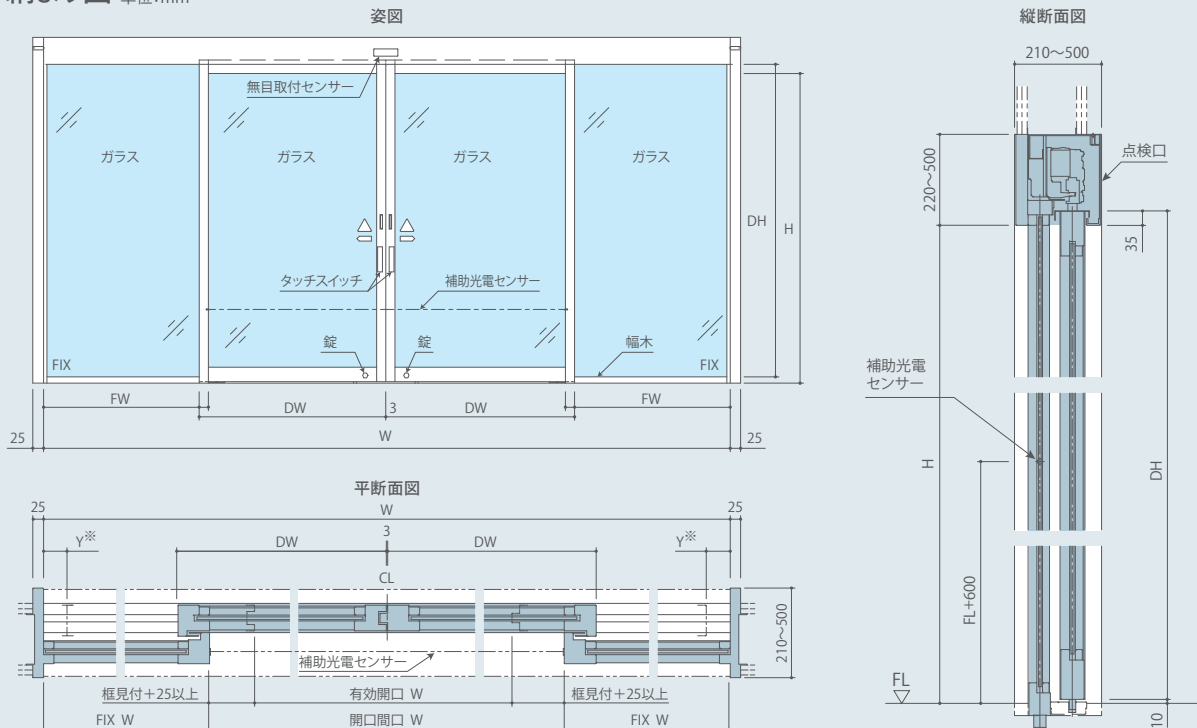 単位:mm
姿図
無目取付センサー
ガラス
ガラス
ガラス
ガラス
DH
H
タッチスイッチ
補助光電センサー
錠
錠
幅木
FIX
FIX
FW
DW
3
DW
FW
25
W
25
平断面図
25
W
25
Y※
DW
3
DW
Y※
CL
210〜500
補助光電センサー
框見付+25以上
有効開口 W
框見付+25以上
FIX W
開口間口 W
FIX W
縦断面図
210〜500
点検口
220〜500
35
補助光電
センサー
H
DH
FL+600
FL
10